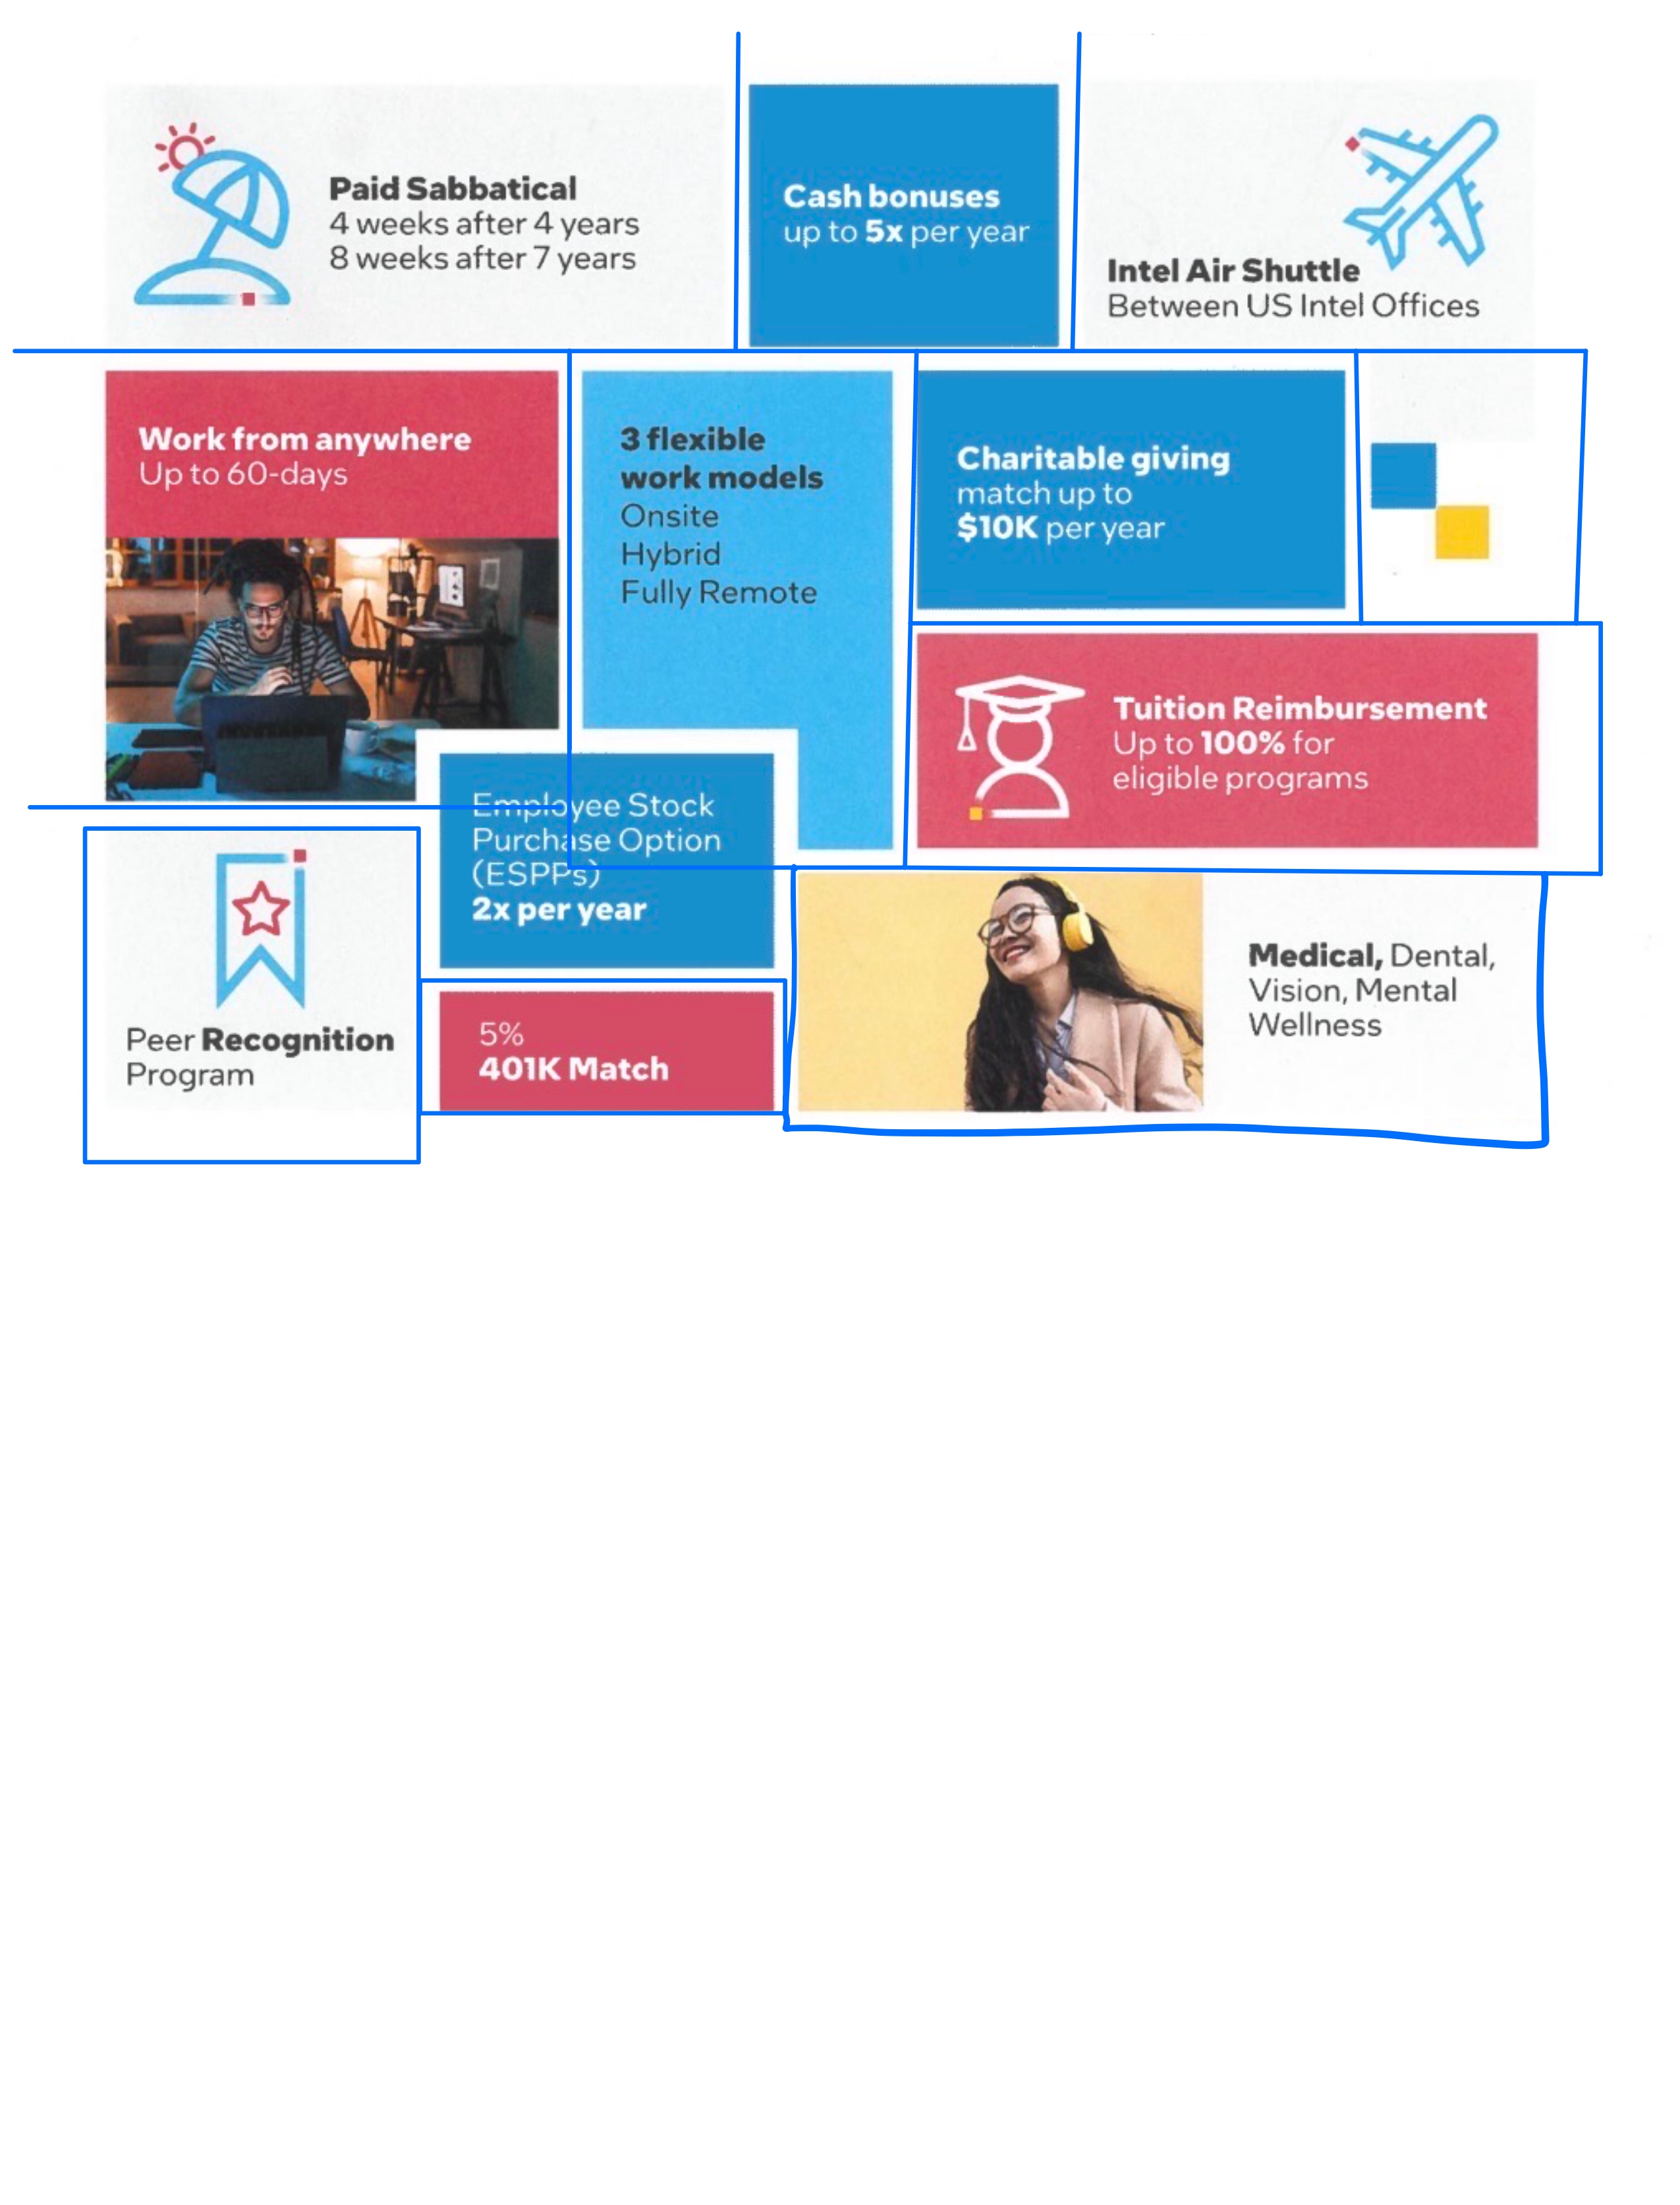 Paid Sabbatical
4 weeks after 4 years
8 weeks after 7 years
Cash bonuses
up to 5x per year
Intel Air Shuttle
Between US Intel Offices
Work from anywhere
Up to 60-days
3 flexible
work models
Onsite
Hybrid
Fully Remote
Charitable giving
match up to
$10K per year
Tuition Reimbursement
Up to 100% for
eligible programs
Employee Stock
Purchase Option
(ESPPs)
2x per year
Peer Recognition
Program
5%
401K Match
Medical, Dental,
Vision, Mental
Wellness